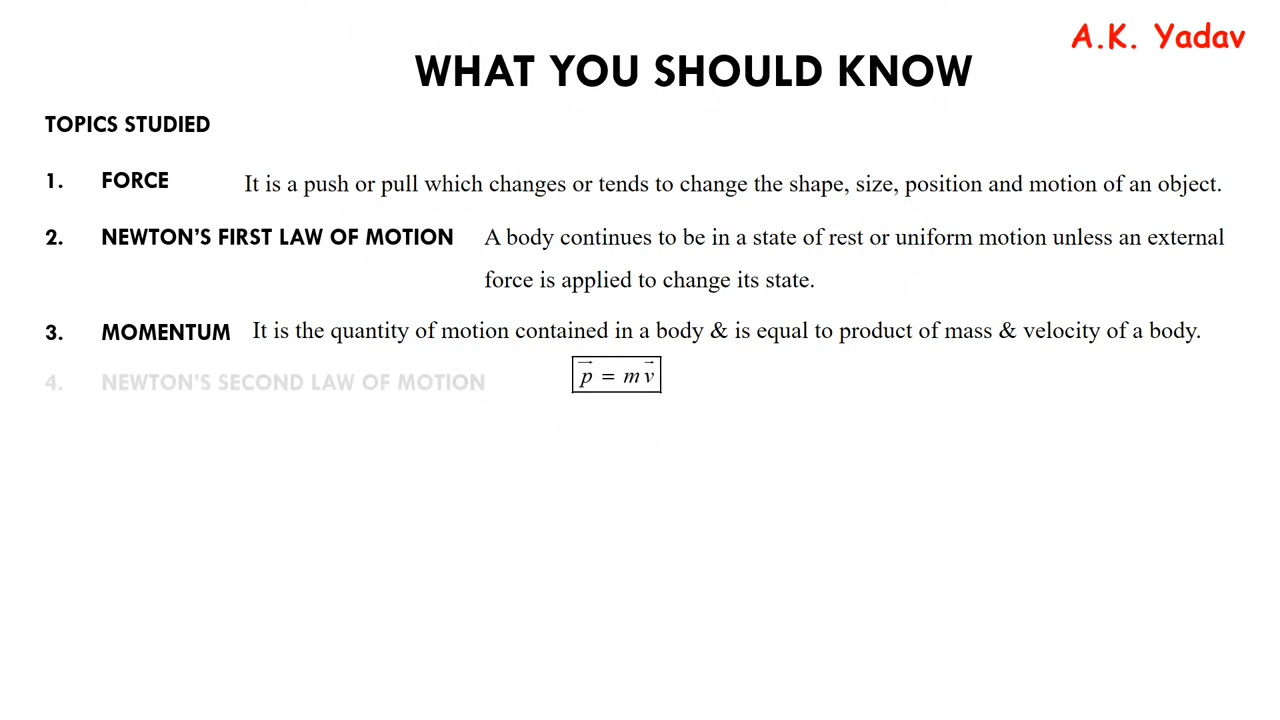 A.K. Yadav
WHAT YOU SHOULD KNOW
TOPICS STUDIED
1. FORCE It is a push or pull which changes or tends to change the shape, size, position and motion of an object.
2. NEWTON’S FIRST LAW OF MOTION A body continues to be in a state of rest or uniform motion unless an external
force is applied to change its state.
3. MOMENTUM It is the quantity of motion contained in a body & is equal to product of mass & velocity of a body.
4. NEWTON’S SECOND LAW OF MOTION
p⃗ = m v⃗